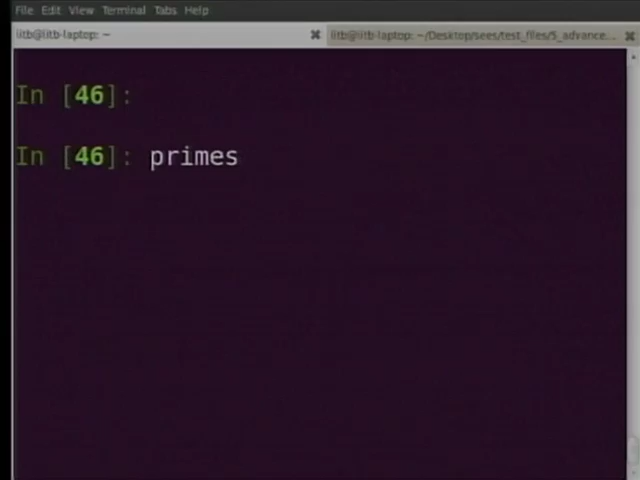 File Edit View Terminal Tabs Help
litb@litb-laptop: ~
litb@litb-laptop: ~/Desktop/sees/test_files/5_advance...
In [46]:
In [46]: primes